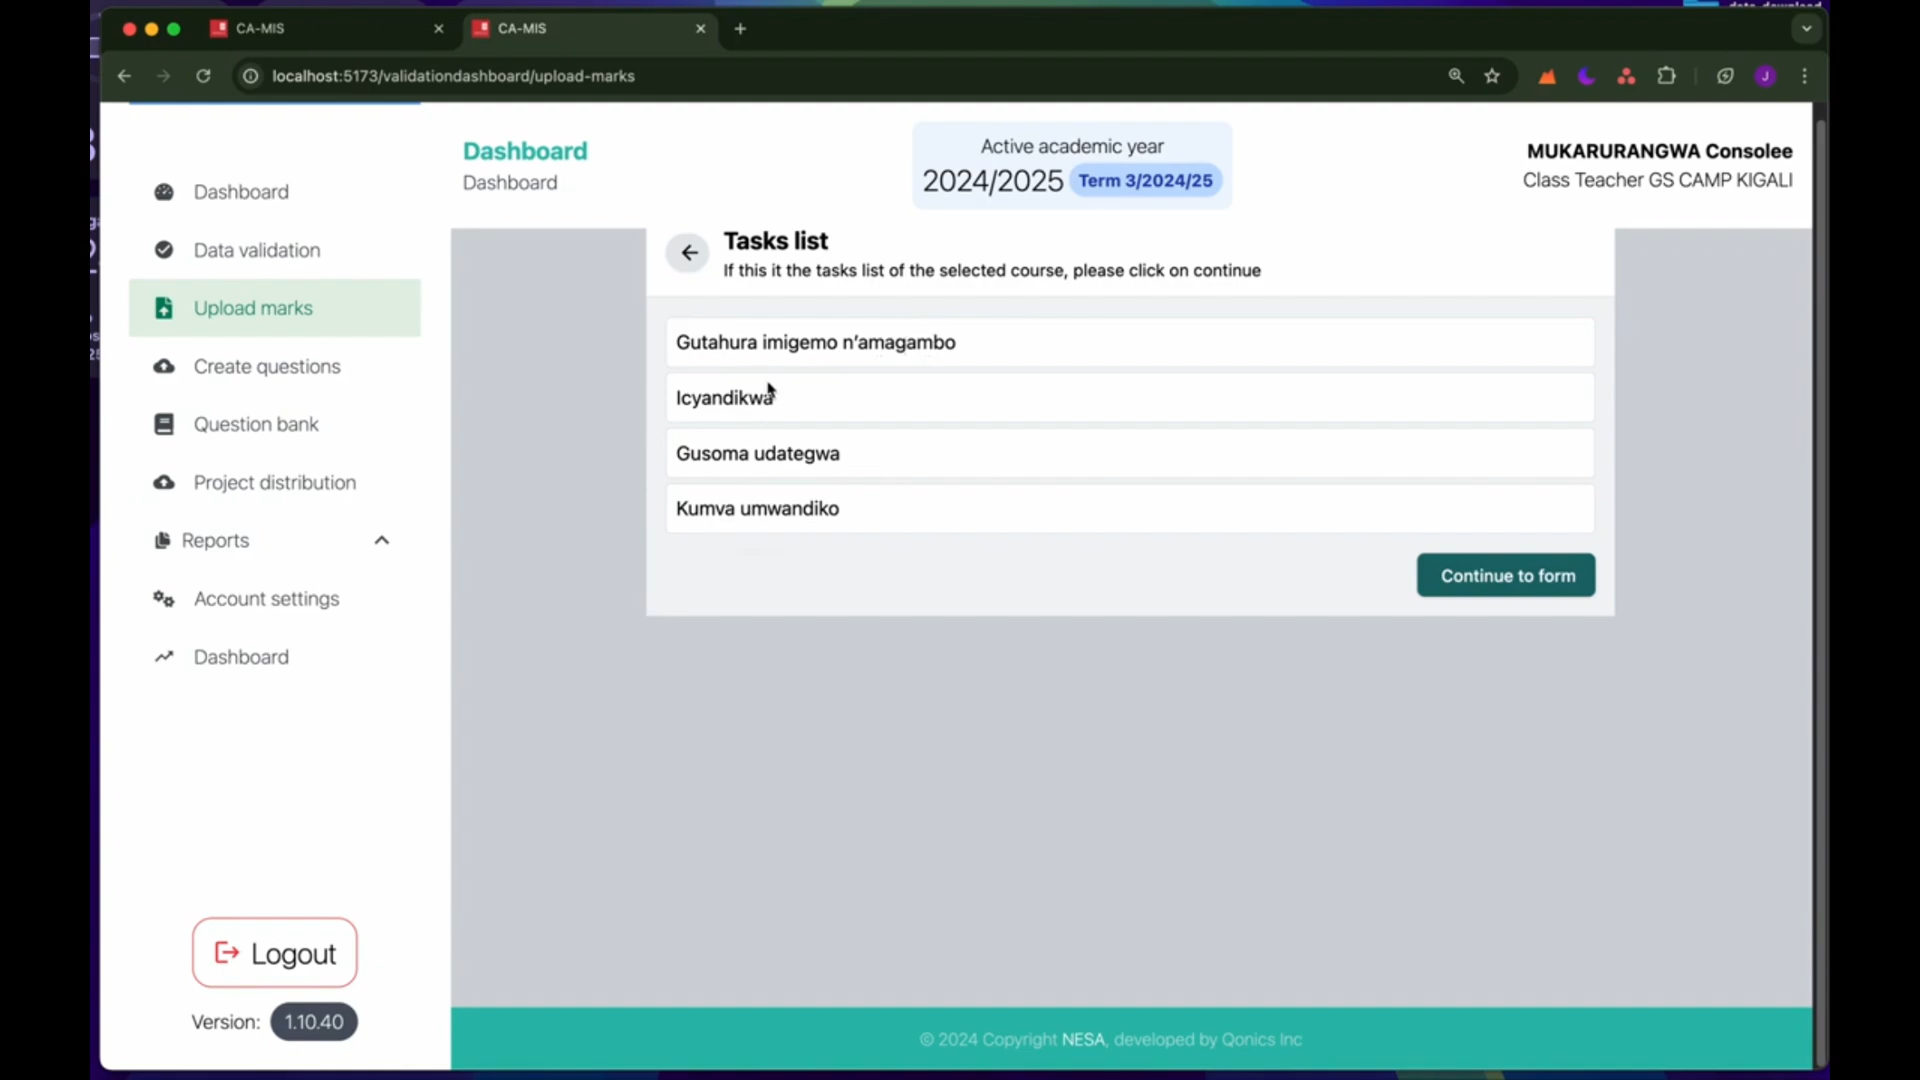 CA-MIS
CA-MIS
localhost:5173/validationdashboard/upload-marks
J
Dashboard
Dashboard
Active academic year
2024/2025 Term 3/2024/25
MUKARURANGWA Consolee
Class Teacher GS CAMP KIGALI
Dashboard
Data validation
Upload marks
Create questions
Question bank
Project distribution
Reports
Account settings
Dashboard
Logout
Version: 1.10.40
Tasks list
If this it the tasks list of the selected course, please click on continue
Gutahura imigemo n’amagambo
Icyandikwa
Gusoma udategwa
Kumva umwandiko
Continue to form
© 2024 Copyright NESA, developed by Qonics Inc